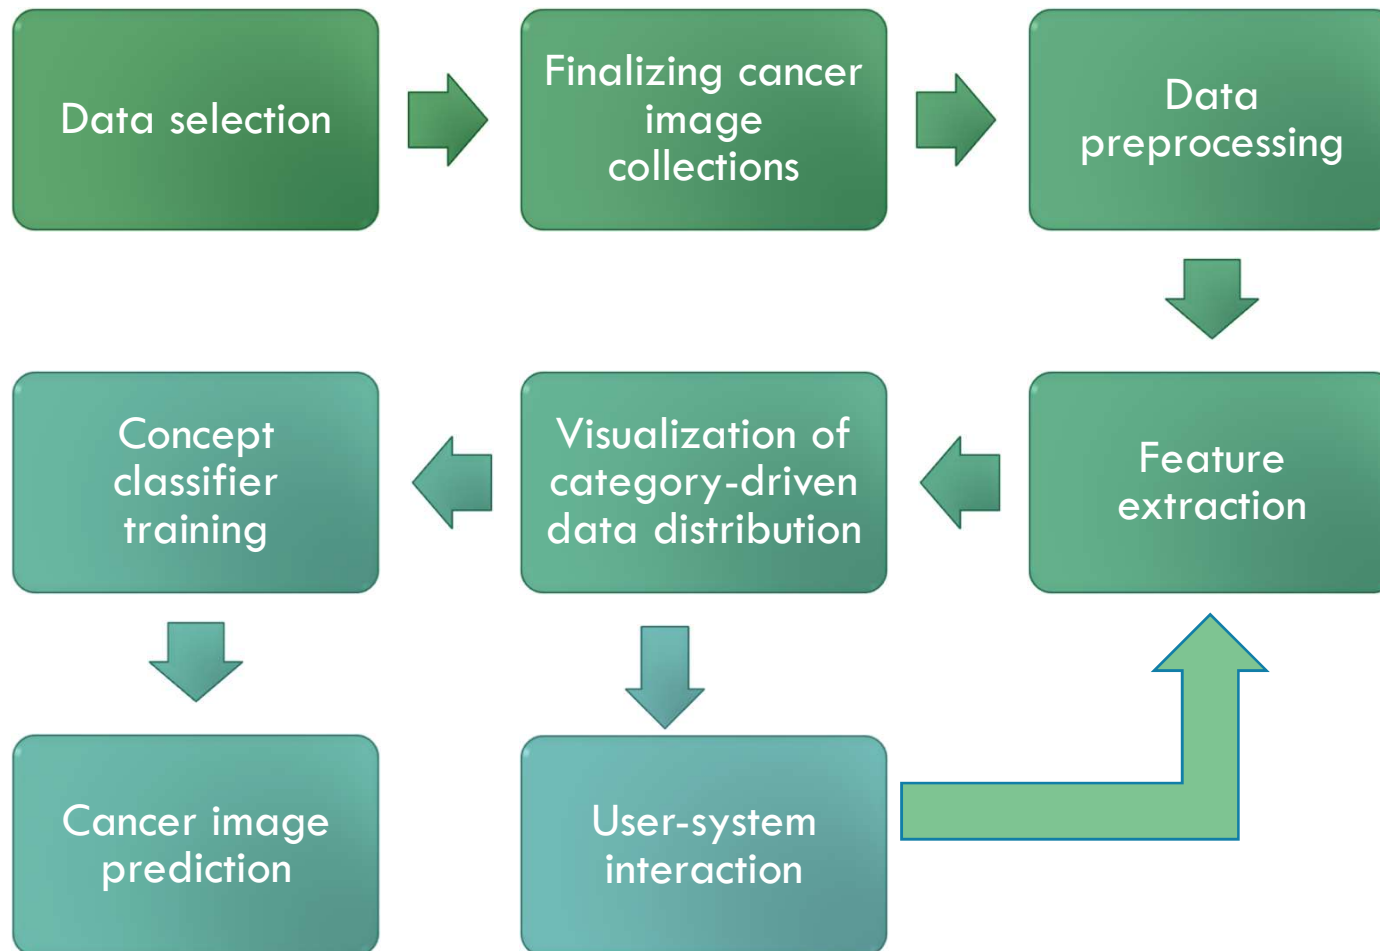 Data selection
Finalizing cancer
image
collections
Data
preprocessing
Concept
classifier
training
Visualization of
category-driven
data distribution
Feature
extraction
Cancer image
prediction
User-system
interaction